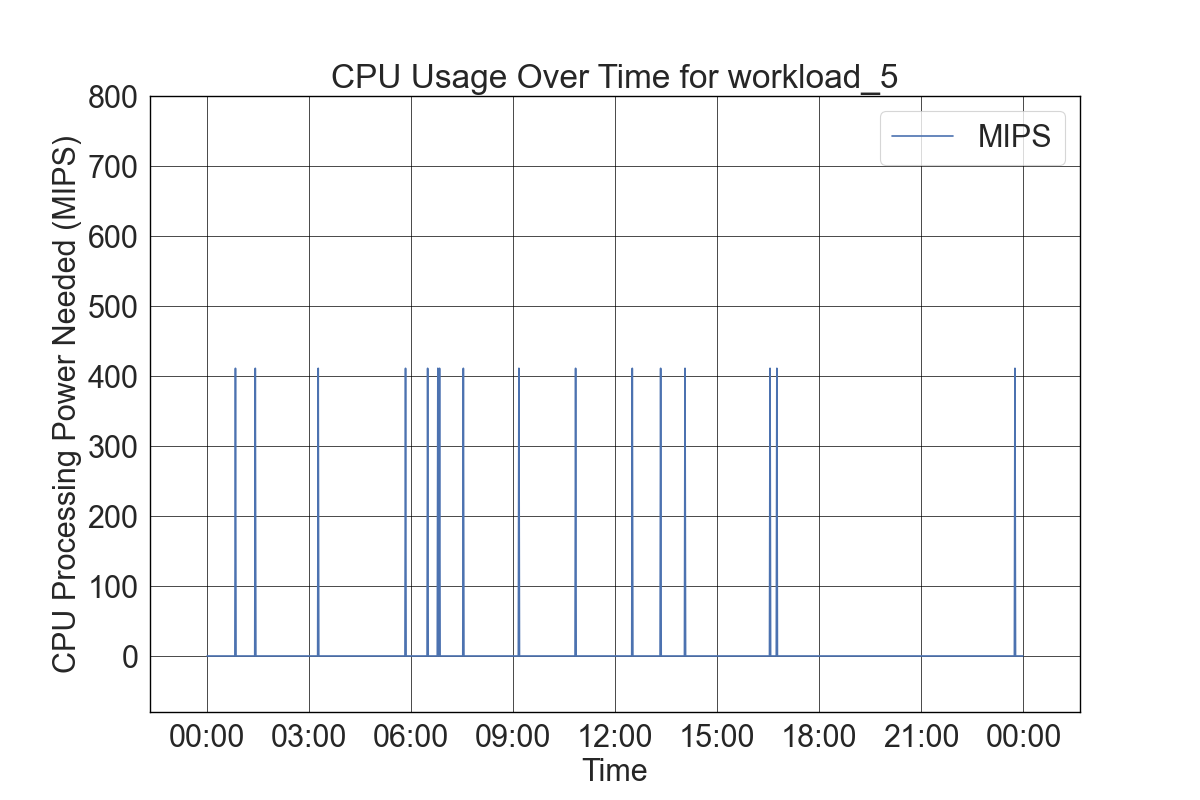 CPU Usage Over Time for workload_5
CPU Processing Power Needed (MIPS)
800
700
600
500
400
300
200
100
0
MIPS
00:00 03:00 06:00 09:00 12:00 15:00 18:00 21:00 00:00
Time